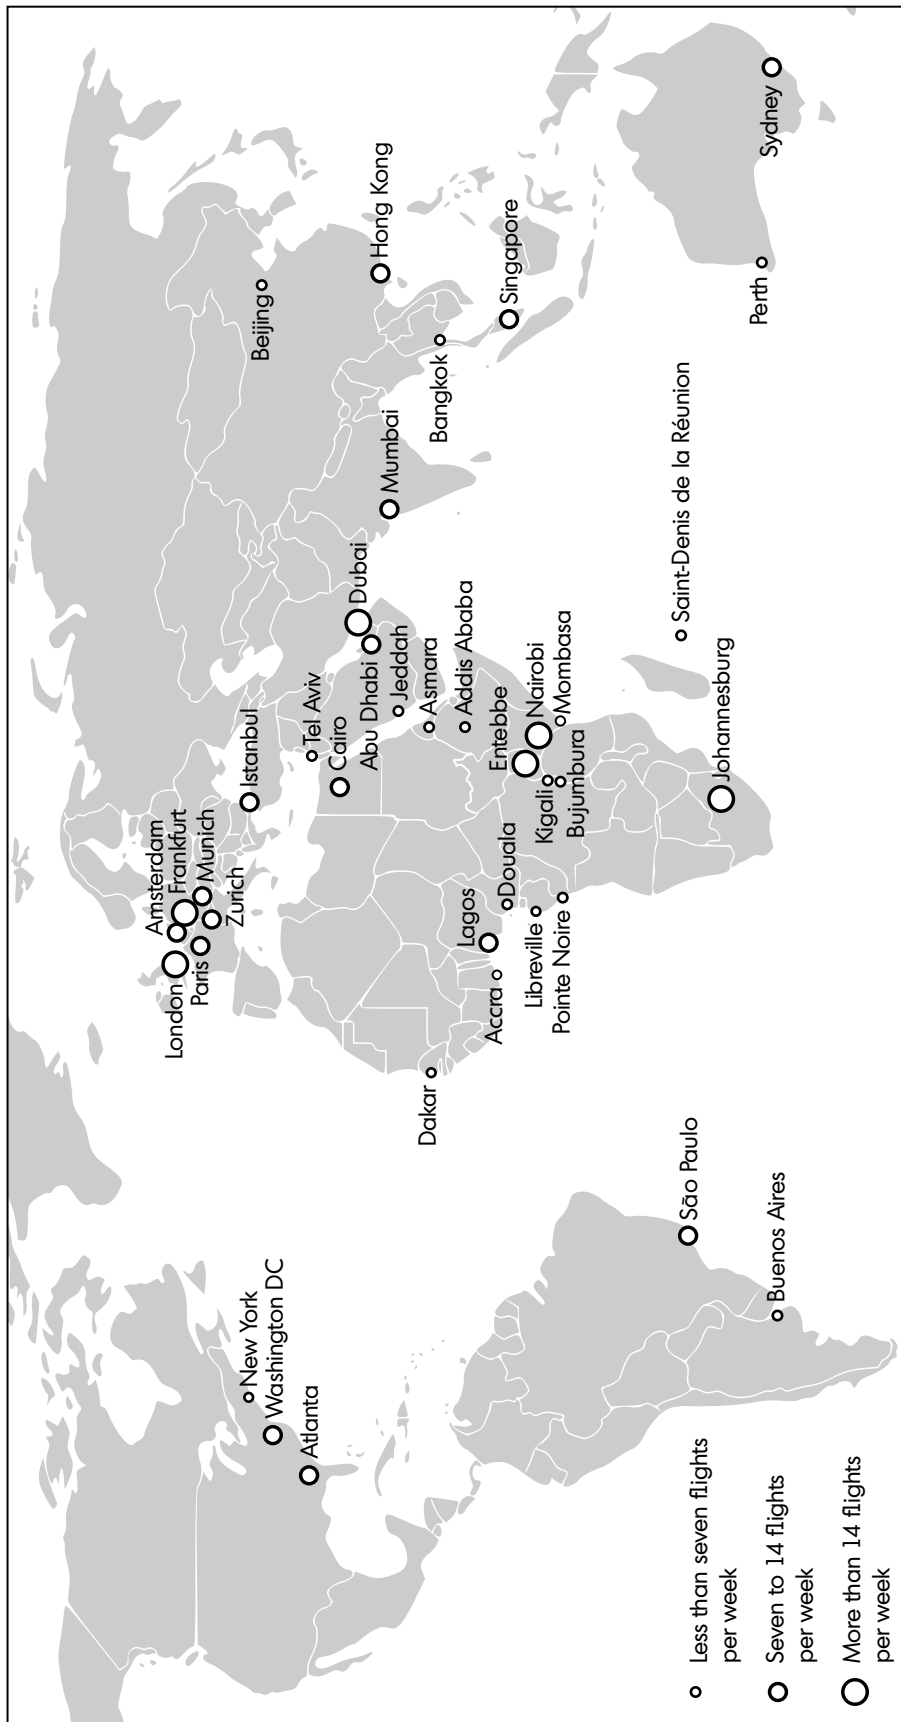 London
Amsterdam
Frankfurt
Munich
Paris
Zurich
Istanbul
Beijing
New York
Washington DC
Atlanta
Tel Aviv
Cairo
Dubai
Abu Dhabi
Jeddah
Hong Kong
Mumbai
Dakar
Asmara
Bangkok
Addis Ababa
Lagos
Accra
Douala
Singapore
Entebbe
Nairobi
Libreville
Kigali
Mombasa
Pointe Noire
Bujumbura
Saint-Denis de la Réunion
São Paulo
Johannesburg
Perth
Sydney
Buenos Aires
Less than seven flights
per week
Seven to 14 flights
per week
More than 14 flights
per week